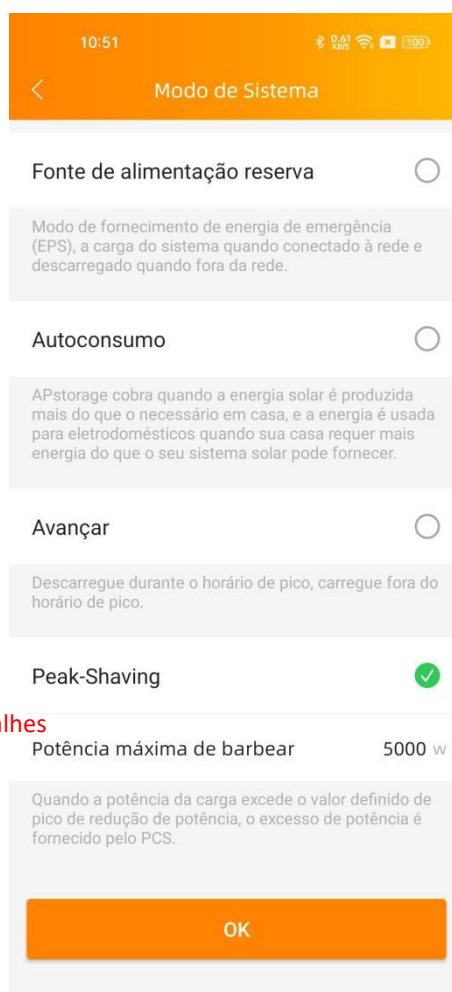 10:51
0.61 KB/S
100
Modo de Sistema
Fonte de alimentação reserva
Modo de fornecimento de energia de emergência
(EPS), a carga do sistema quando conectado à rede e
descarregado quando fora da rede.
Autoconsumo
APstorage cobra quando a energia solar é produzida
mais do que o necessário em casa, e a energia é usada
para eletrodomésticos quando sua casa requer mais
energia do que o seu sistema solar pode fornecer.
Avançar
Descarregue durante o horário de pico, carregue fora do
horário de pico.
Peak-Shaving
alhes
Potência máxima de barbear 5000 w
Quando a potência da carga excede o valor definido de
pico de redução de potência, o excesso de potência é
fornecido pelo PCS.
OK